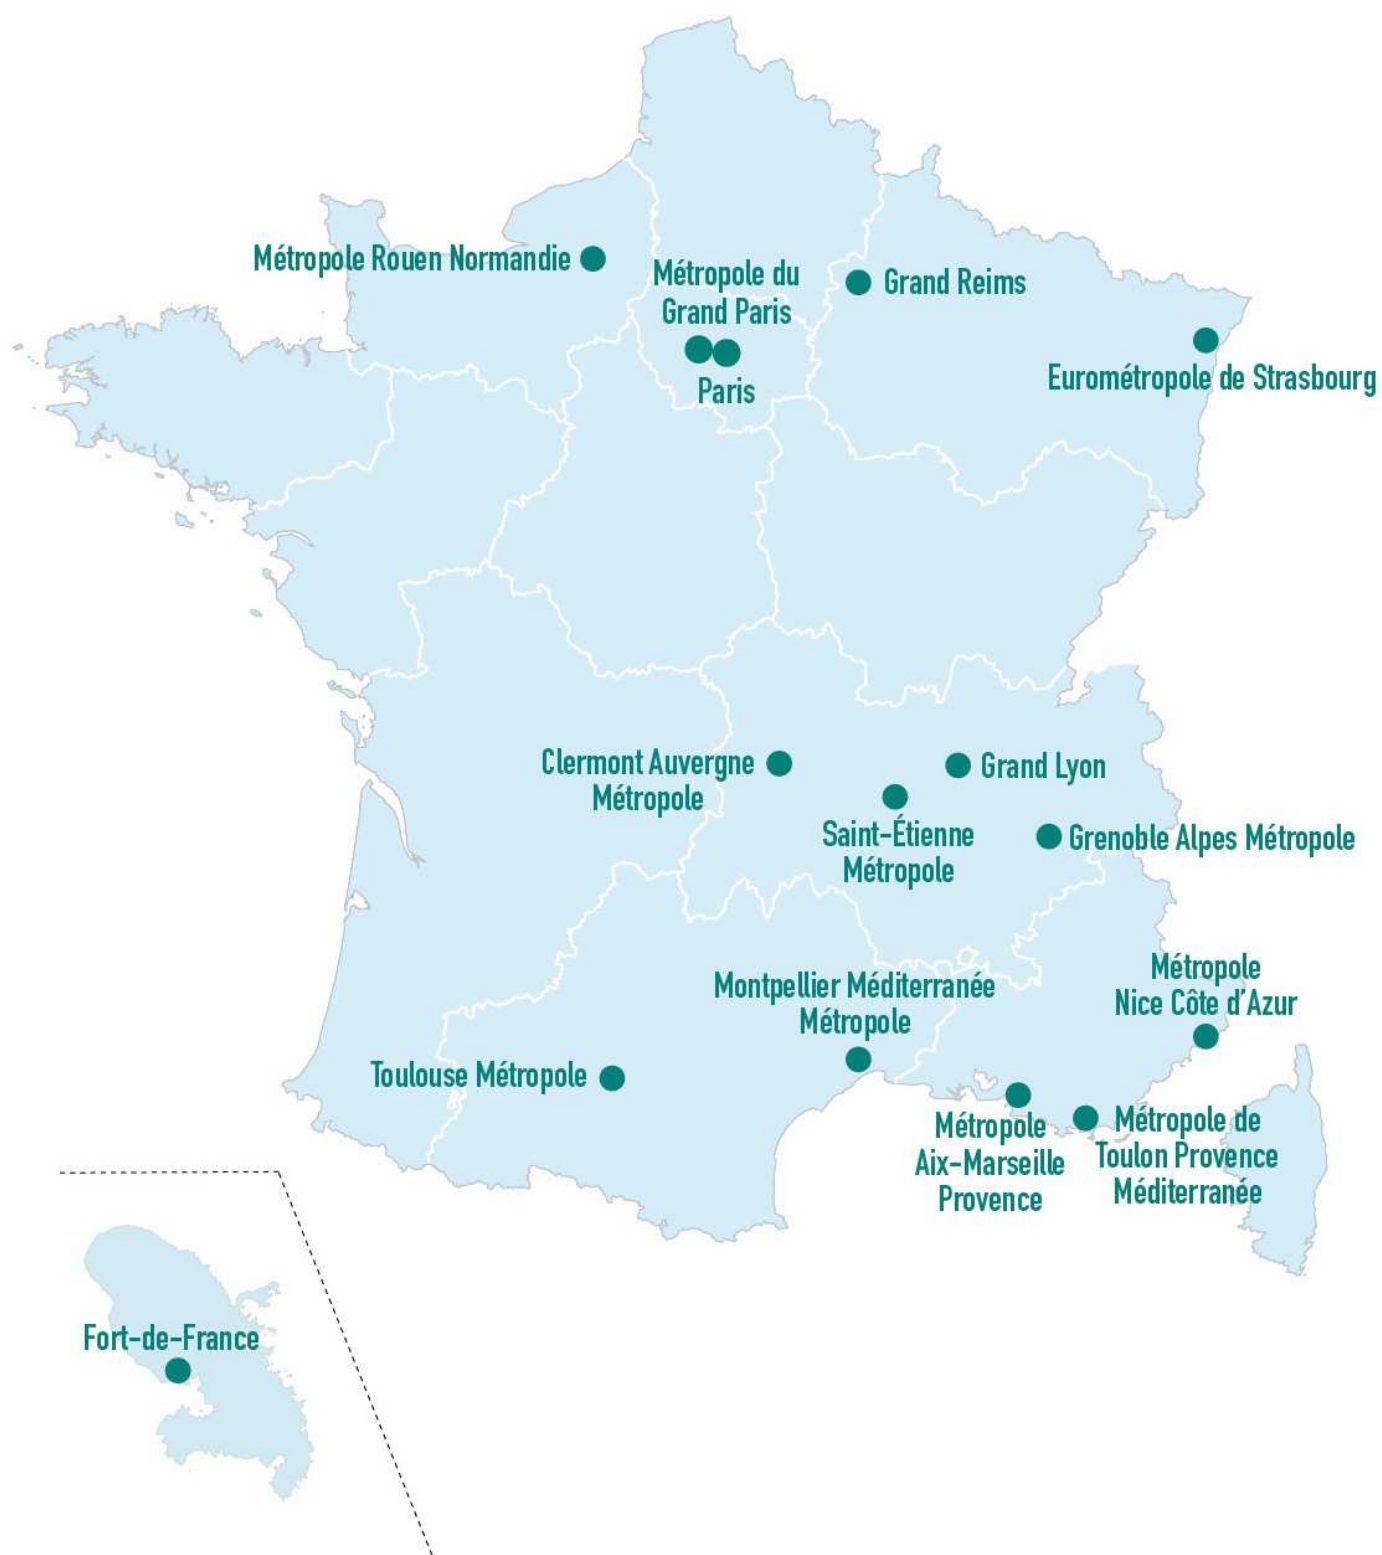 Métropole Rouen Normandie
Métropole du
Grand Paris
Paris
Grand Reims
Eurométropole de Strasbourg
Clermont Auvergne
Métropole
Grand Lyon
Saint-Étienne
Métropole
Grenoble Alpes Métropole
Montpellier Méditerranée
Métropole
Métropole
Nice Côte d'Azur
Toulouse Métropole
Métropole
Aix-Marseille
Provence
Métropole de
Toulon Provence
Méditerranée
Fort-de-France